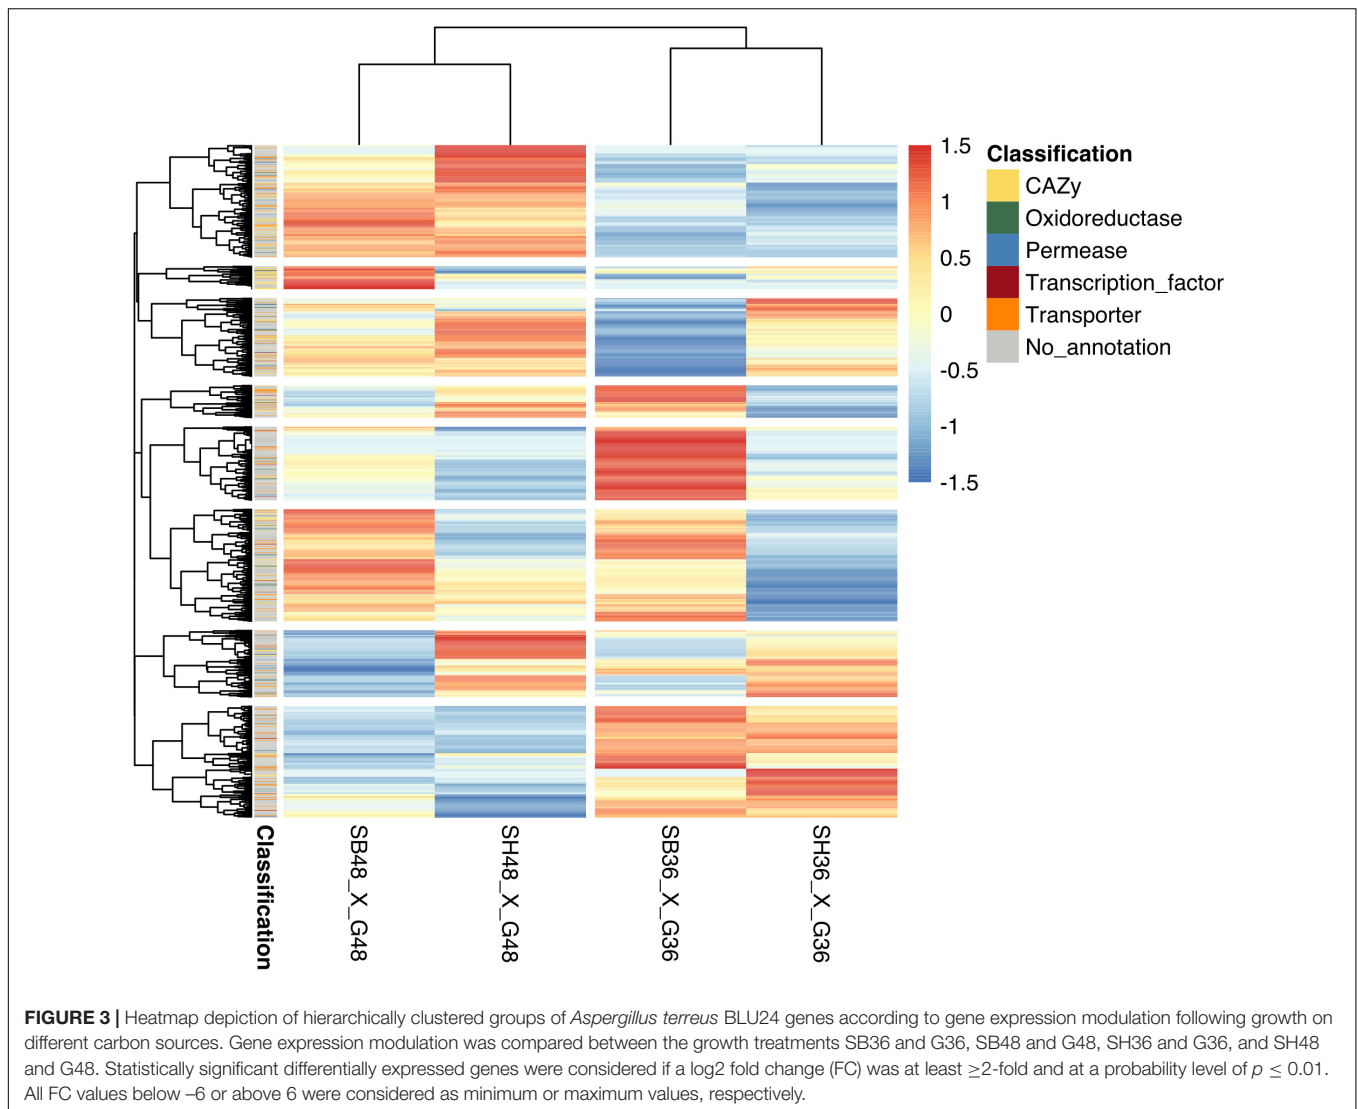 1.5
1
0.5
0
-0.5
-1
-1.5
Classification
CAZy
Oxidoreductase
Permease
Transcription_factor
Transporter
No_annotation
Classification
SB48_X_G48
SH48_X_G48
SB36_X_G36
SH36_X_G36
FIGURE 3 | Heatmap depiction of hierarchically clustered groups of Aspergillus terreus BLU24 genes according to gene expression modulation following growth on
different carbon sources. Gene expression modulation was compared between the growth treatments SB36 and G36, SB48 and G48, SH36 and G36, and SH48
and G48. Statistically significant differentially expressed genes were considered if a log2 fold change (FC) was at least ≥2-fold and at a probability level of p ≤ 0.01.
All FC values below –6 or above 6 were considered as minimum or maximum values, respectively.